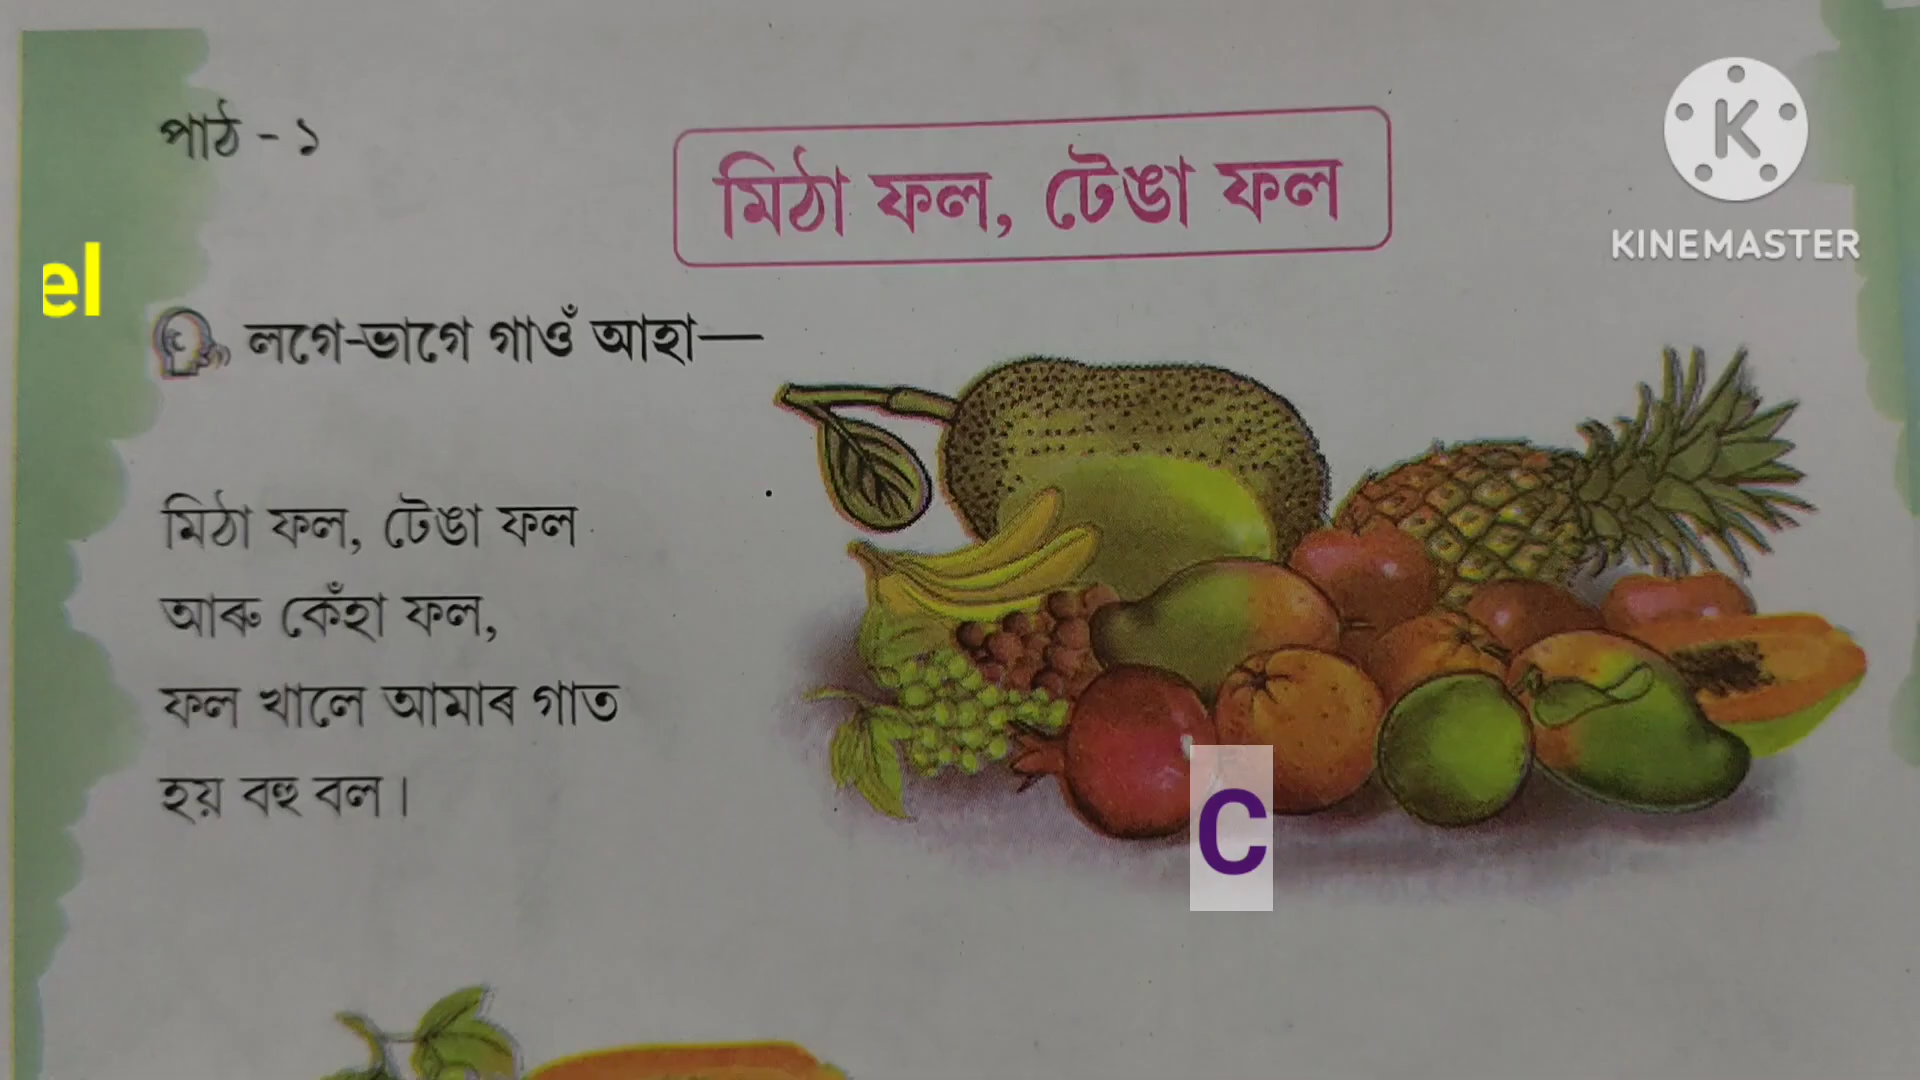 পাঠ - ১
মিঠা ফল, টেঙা ফল
KINEMASTER
el
লগে-ভাগে গাওঁ আহা—
মিঠা ফল, টেঙা ফল
আৰু কেঁহা ফল,
ফল খালে আমাৰ গাত
হয় বহু বল।
C